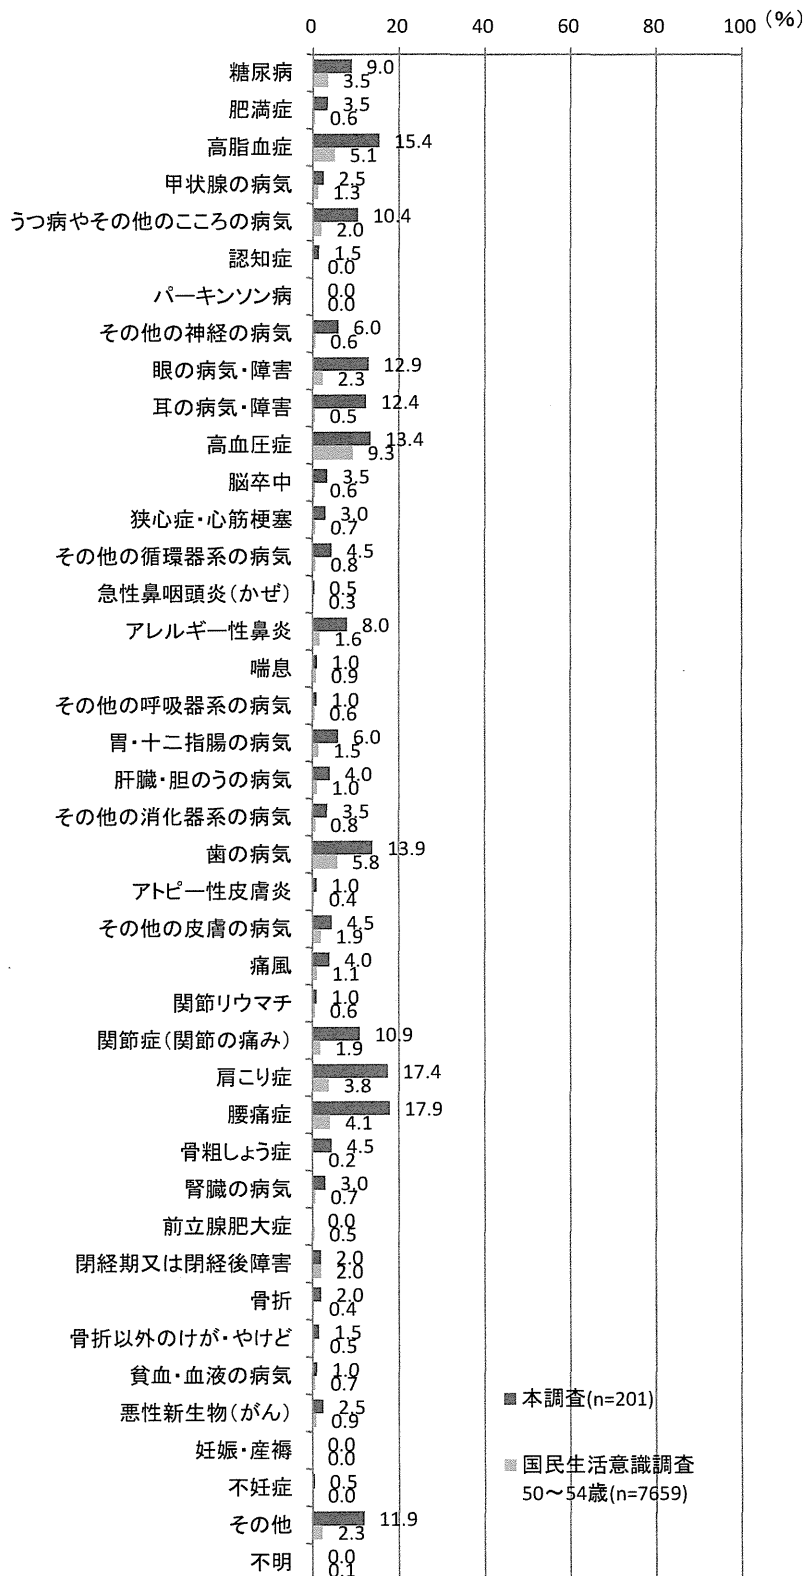 0 20 40 60 80 100 (%)
糖尿病 9.0 3.5
肥満症 3.5 0.6
高脂血症 15.4 5.1
甲状腺の病気 2.5 1.3
うつ病やその他のこころの病気 10.4 2.0
認知症 1.5 0.0
パーキンソン病 0.0 0.0
その他の神経の病気 6.0 0.6
眼の病気・障害 12.9 2.3
耳の病気・障害 12.4 0.5
高血圧症 13.4 9.3
脳卒中 3.5 0.6
狭心症・心筋梗塞 3.0 0.7
その他の循環器系の病気 4.5 0.8
急性鼻咽頭炎(かぜ) 0.5 0.3
アレルギー性鼻炎 8.0 1.6
喘息 1.0 0.9
その他の呼吸器系の病気 1.0 0.6
胃・十二指腸の病気 6.0 1.5
肝臓・胆のうの病気 4.0 1.0
その他の消化器系の病気 3.5 0.8
歯の病気 13.9 5.8
アトピー性皮膚炎 1.0 0.4
その他の皮膚の病気 4.5 1.9
痛風 4.0 1.1
関節リウマチ 1.0 0.6
関節症(関節の痛み) 10.9 1.9
肩こり症 17.4 3.8
腰痛症 17.9 4.1
骨粗しょう症 4.5 0.2
腎臓の病気 3.0 0.7
前立腺肥大症 0.0 0.5
閉経期又は閉経後障害 2.0 2.0
骨折 2.0 0.4
骨折以外のけが・やけど 1.5 0.5
貧血・血液の病気 1.0 0.7
悪性新生物(がん) 2.5 0.9
妊娠・産褥 0.0 0.0
不妊症 0.5 0.0
その他 11.9 2.3
不明 0.0 0.1
本調査(n=201)
国民生活意識調査
50～54歳(n=7659)